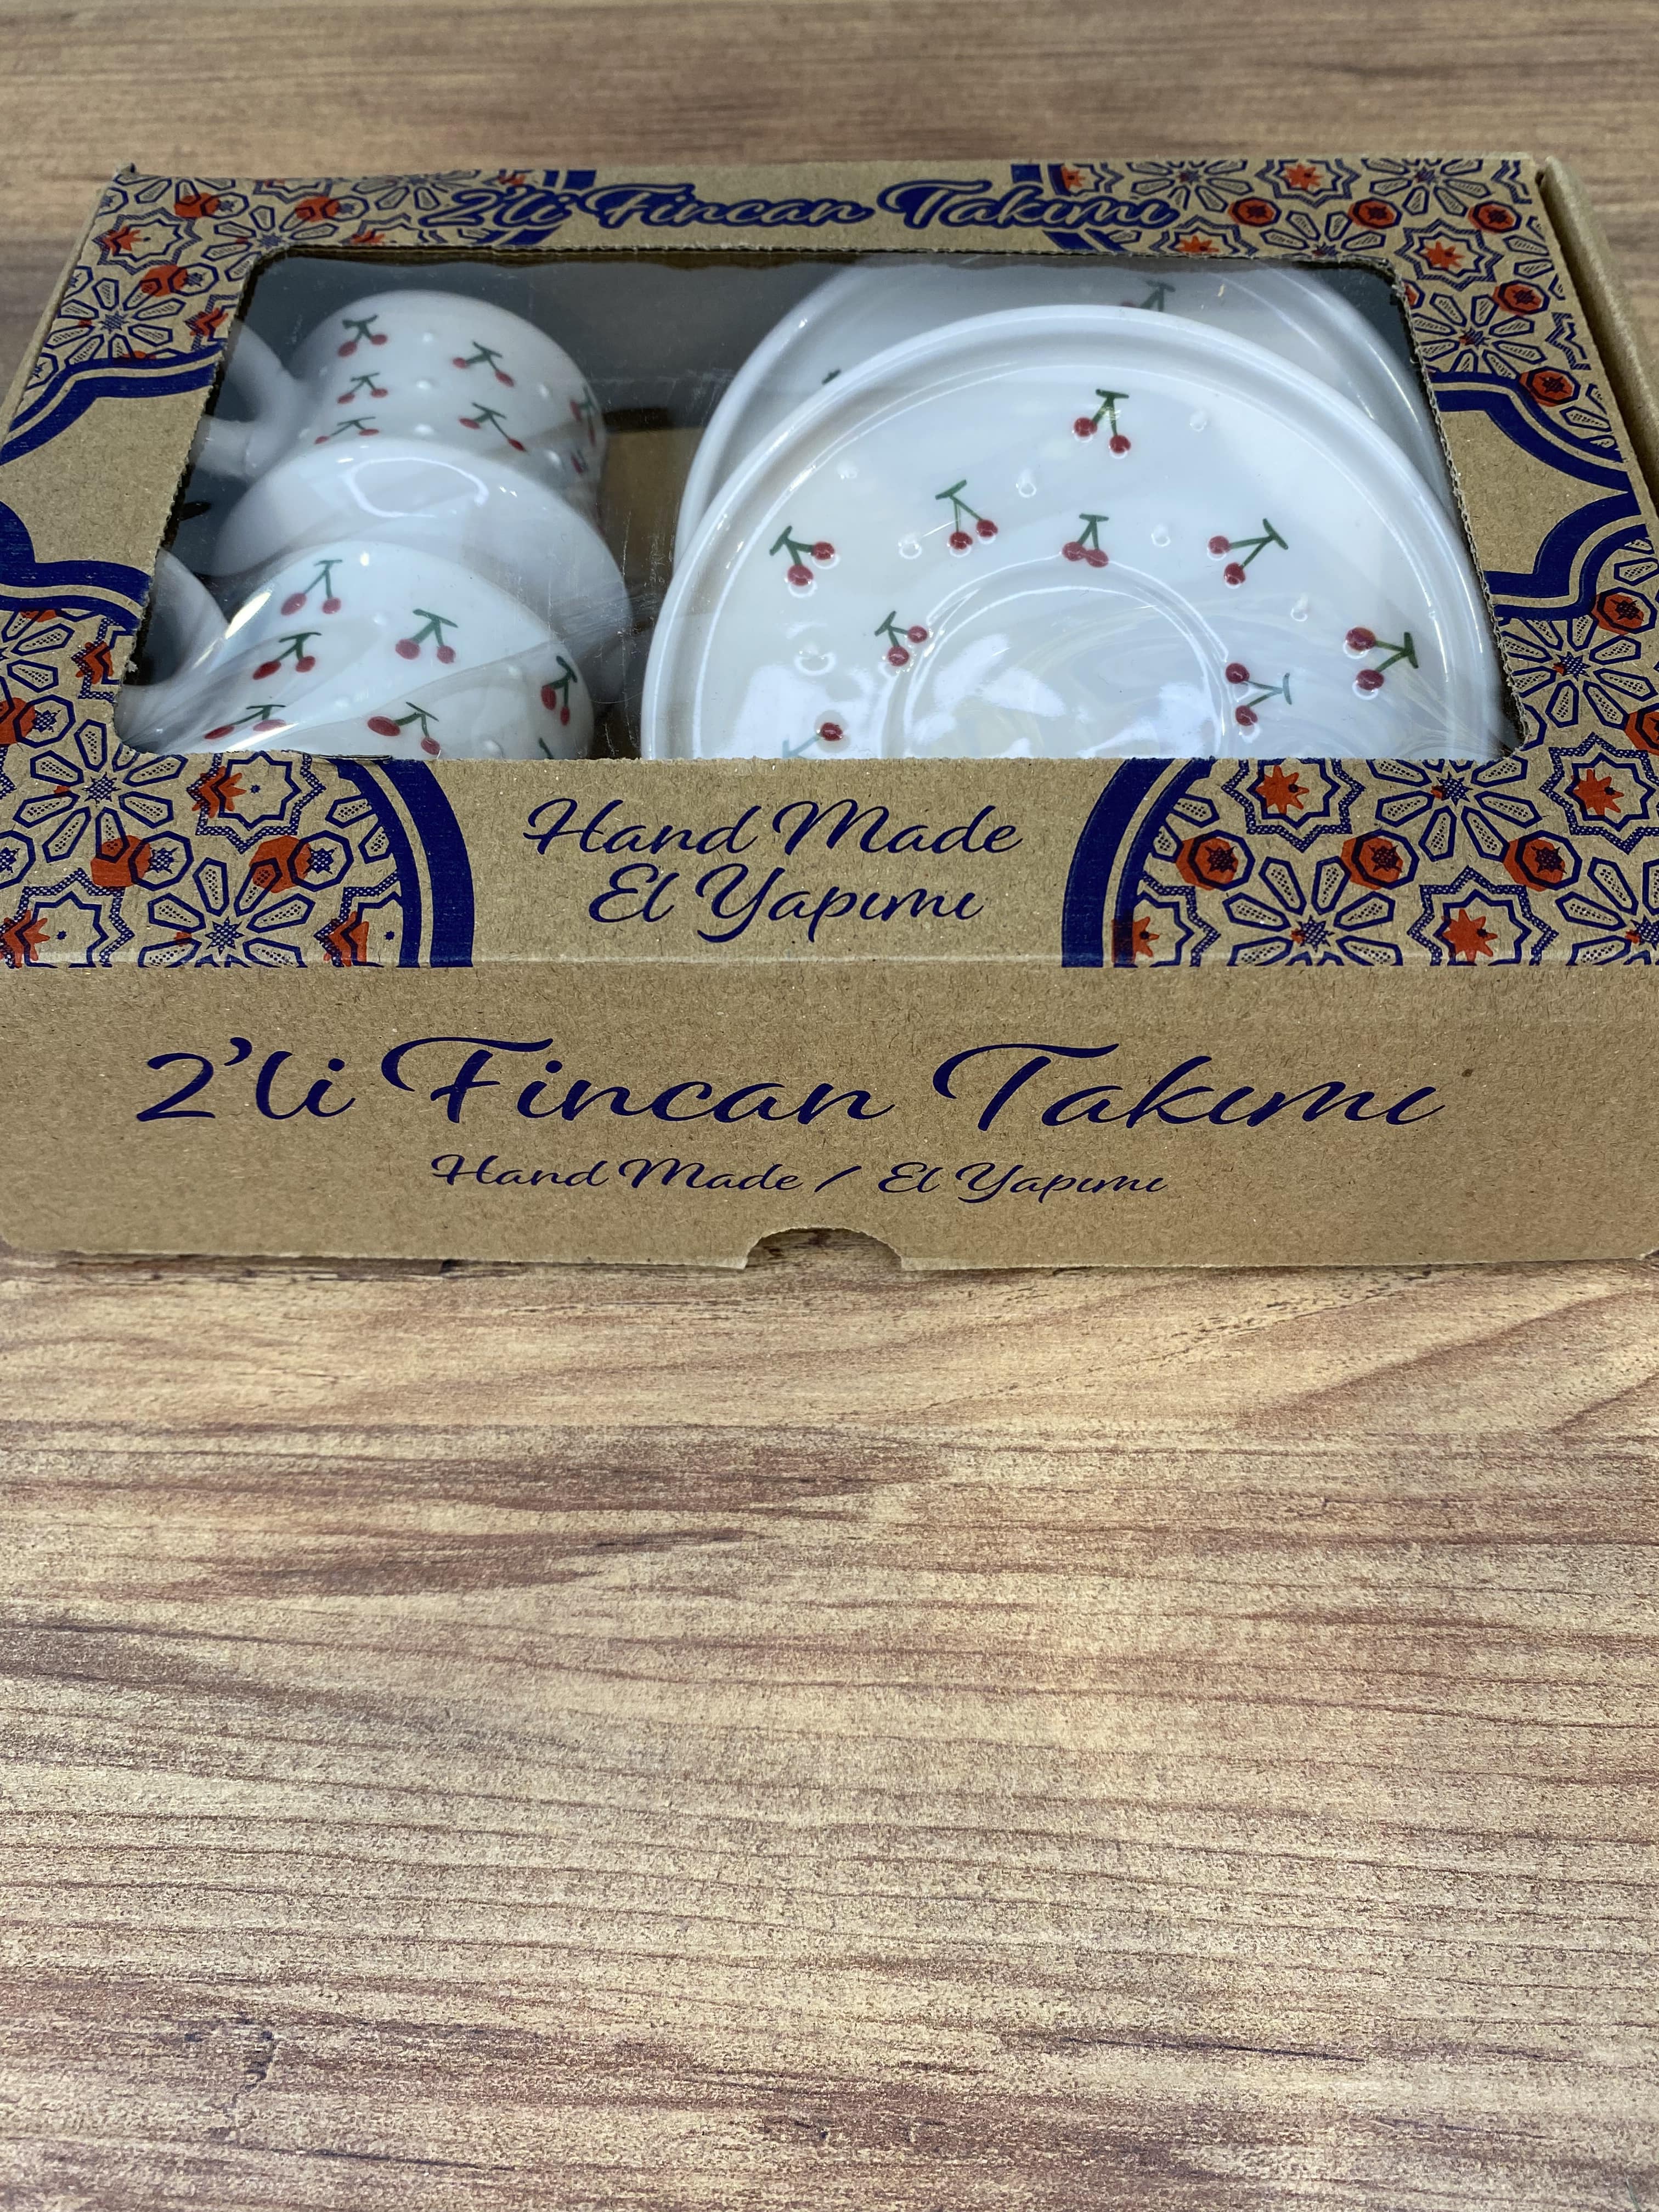 2'li Fincan Takımı
Hand Made
El Yapımı
2'li Fincan Takımı
Hand Made / El Yapımı